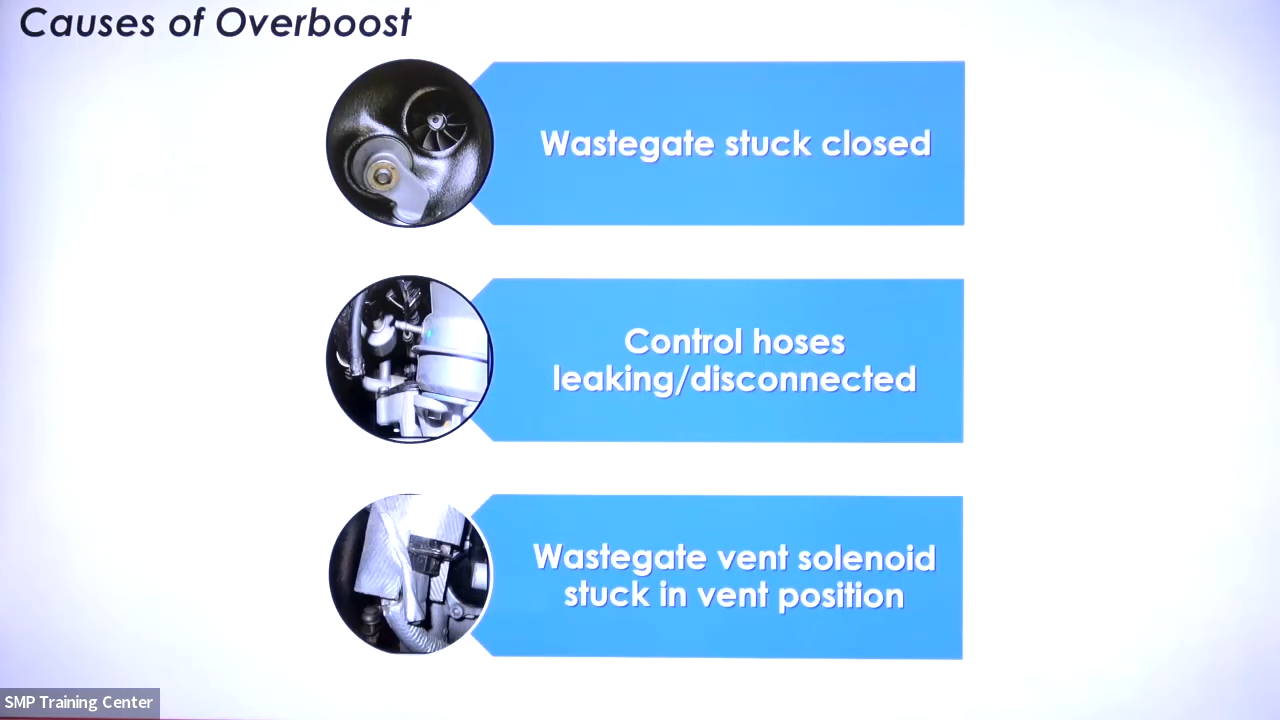 Causes of Overboost
Wastegate stuck closed
Control hoses
leaking/disconnected
Wastegate vent solenoid
stuck in vent position
SMP Training Center